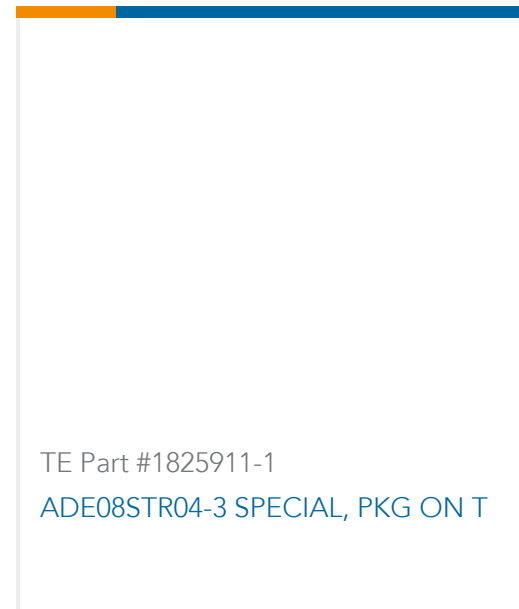 TE Part #1825911-1
ADE08STR04-3 SPECIAL, PKG ON T